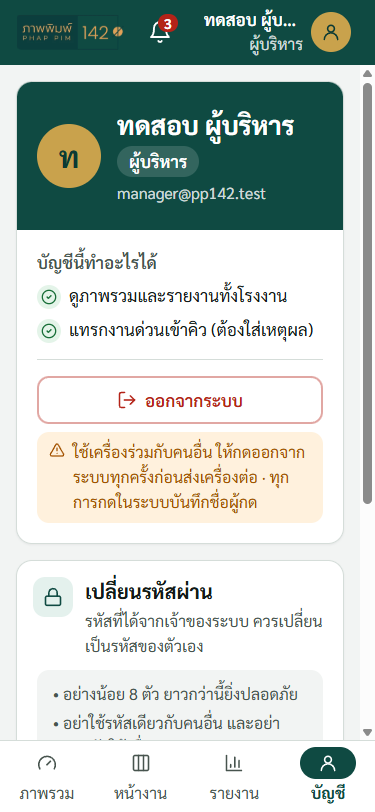 ภาพพิมพ์
PHAP PIM
142
3
ทดสอบ ผู้บ...
ผู้บริหาร
ท
ทดสอบ ผู้บริหาร
ผู้บริหาร
manager@pp142.test
บัญชีนี้ทำอะไรได้
ดูภาพรวมและรายงานทั้งโรงงาน
แทรกงานด่วนเข้าคิว (ต้องใส่เหตุผล)
ออกจากระบบ
ใช้เครื่องร่วมกับคนอื่น ให้กดออกจาก
ระบบทุกครั้งก่อนส่งเครื่องต่อ · ทุก
การกดในระบบบันทึกชื่อผู้กด
เปลี่ยนรหัสผ่าน
รหัสที่ได้จากเจ้าของระบบ ควรเปลี่ยน
เป็นรหัสของตัวเอง
• อย่างน้อย 8 ตัว ยาวกว่านี้ยิ่งปลอดภัย
• อย่าใช้รหัสเดียวกับคนอื่น และอย่า
ภาพรวม
หน้างาน
รายงาน
บัญชี